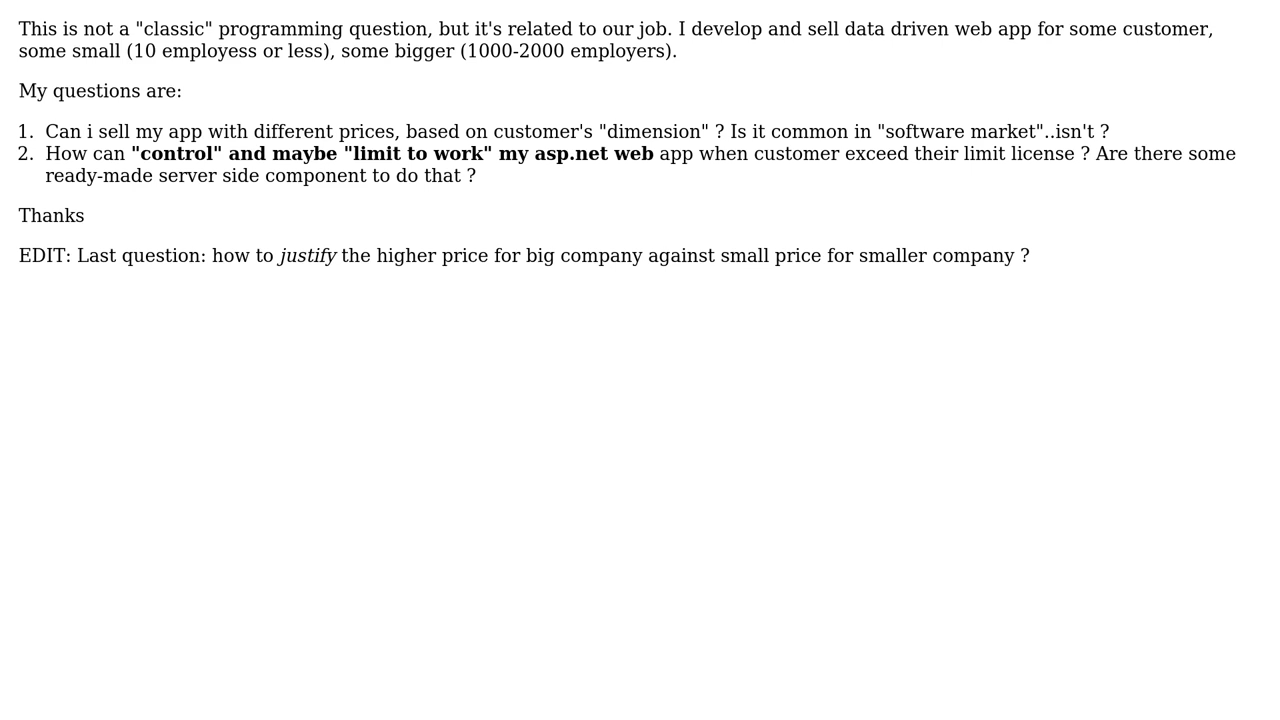 This is not a "classic" programming question, but it's related to our job. I develop and sell data driven web app for some customer,
some small (10 employess or less), some bigger (1000-2000 employers).
My questions are:
1. Can i sell my app with different prices, based on customer's "dimension" ? Is it common in "software market"..isn't ?
2. How can "control" and maybe "limit to work" my asp.net web app when customer exceed their limit license ? Are there some
ready-made server side component to do that ?
Thanks
EDIT: Last question: how to justify the higher price for big company against small price for smaller company ?